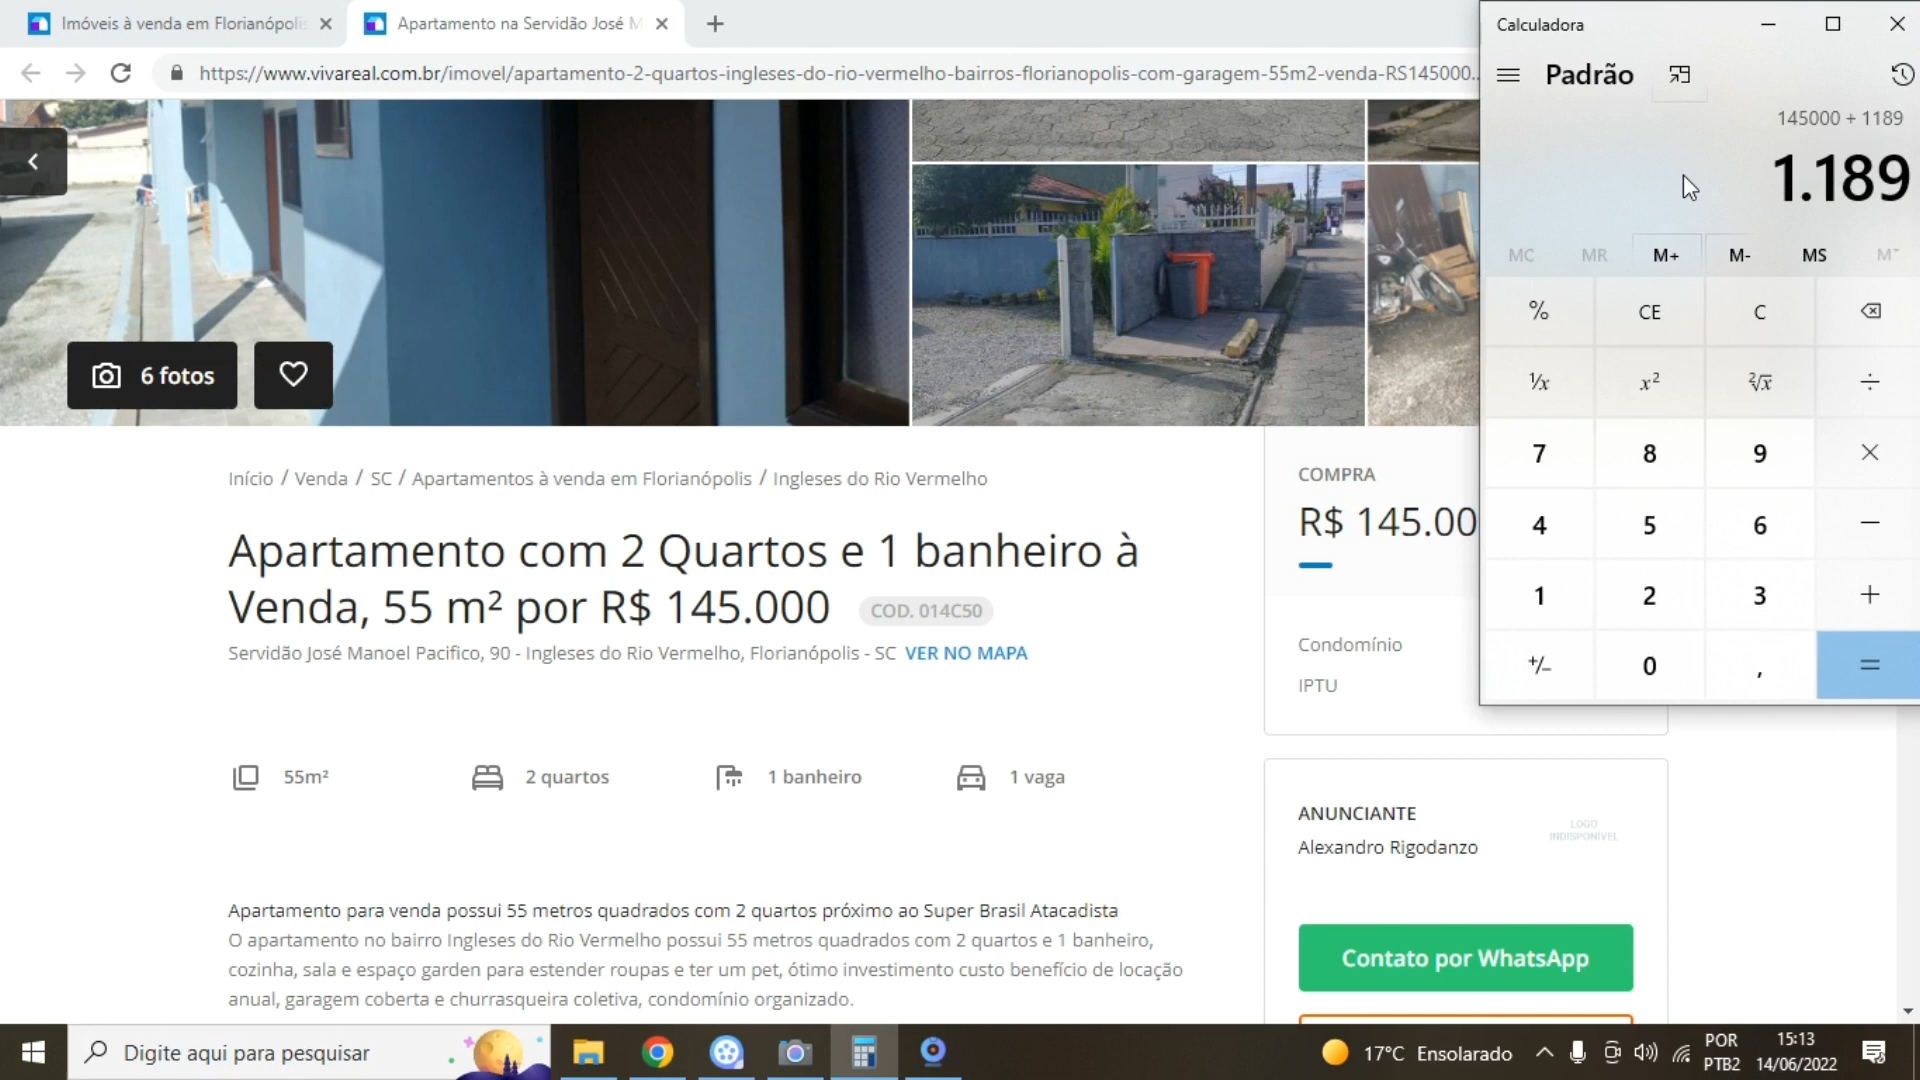 Imóveis à venda em Florianópolis
Apartamento na Servidão José M
https://www.vivareal.com.br/imovel/apartamento-2-quartos-ingleses-do-rio-vermelho-bairros-florianopolis-com-garagem-55m2-venda-RS145000...
6 fotos
Início / Venda / SC / Apartamentos à venda em Florianópolis / Ingleses do Rio Vermelho
Apartamento com 2 Quartos e 1 banheiro à
Venda, 55 m² por R$ 145.000 COD. 014C50
Servidão José Manoel Pacifico, 90 - Ingleses do Rio Vermelho, Florianópolis - SC VER NO MAPA
55m² 2 quartos 1 banheiro 1 vaga
Apartamento para venda possui 55 metros quadrados com 2 quartos próximo ao Super Brasil Atacadista
O apartamento no bairro Ingleses do Rio Vermelho possui 55 metros quadrados com 2 quartos e 1 banheiro,
cozinha, sala e espaço garden para estender roupas e ter um pet, ótimo investimento custo benefício de locação
anual, garagem coberta e churrasqueira coletiva, condomínio organizado.
COMPRA
R$ 145.00
Condomínio
IPTU
ANUNCIANTE
Alexandro Rigodanzo
LOGO
INDISPONÍVEL
Contato por WhatsApp
Calculadora
Padrão
145000 + 1189
1.189
MC MR M+ M- MS M˅
% CE C
¹/x x² ²√x ÷
7 8 9 ×
4 5 6 −
1 2 3 +
+/− 0 , =
Digite aqui para pesquisar
17°C Ensolarado
POR
PTB2
15:13
14/06/2022